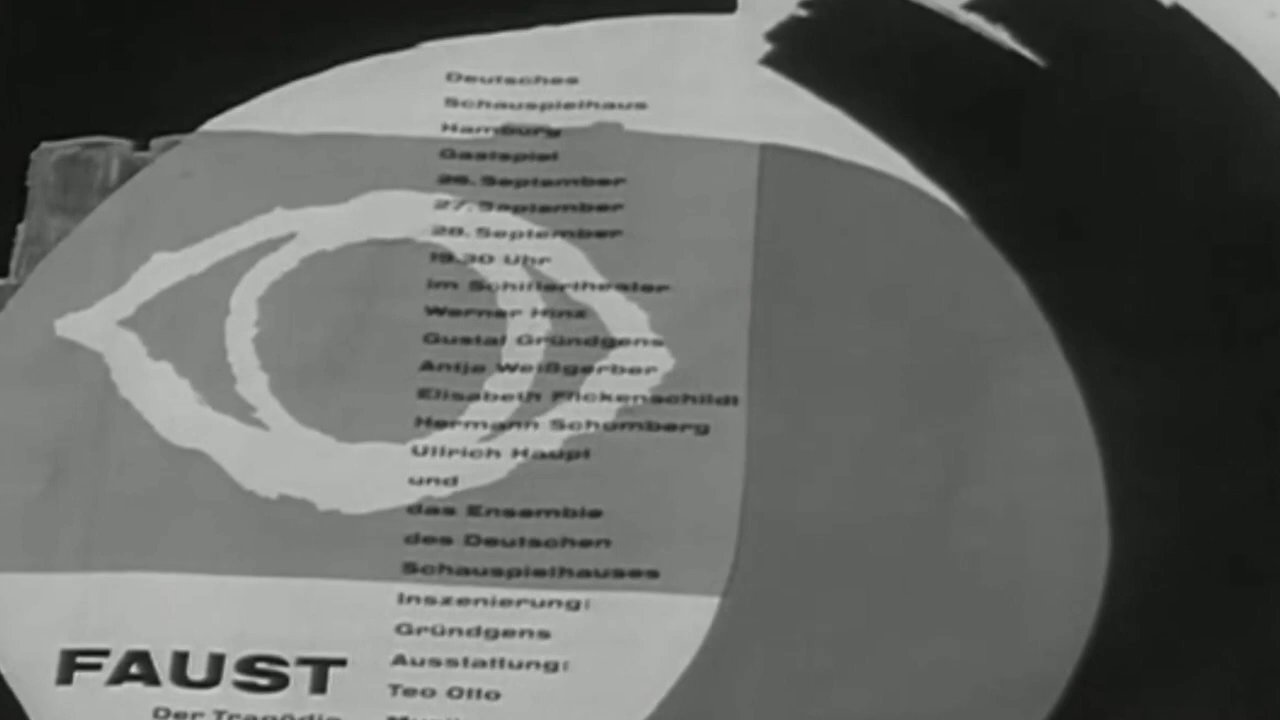 Deutsches
Schauspielhaus
Hamburg
Gastspiel
26. September
27. September
28. September
19.30 Uhr
im Schillertheater
Werner Hinz
Gustaf Gründgens
Antje Weißgerber
Elisabeth Flickenschildt
Hermann Schomberg
Ullrich Haupt
und
das Ensemble
des Deutschen
Schauspielhauses
Inszenierung:
Gründgens
Ausstattung:
Teo Otto
FAUST
Der Tragödie